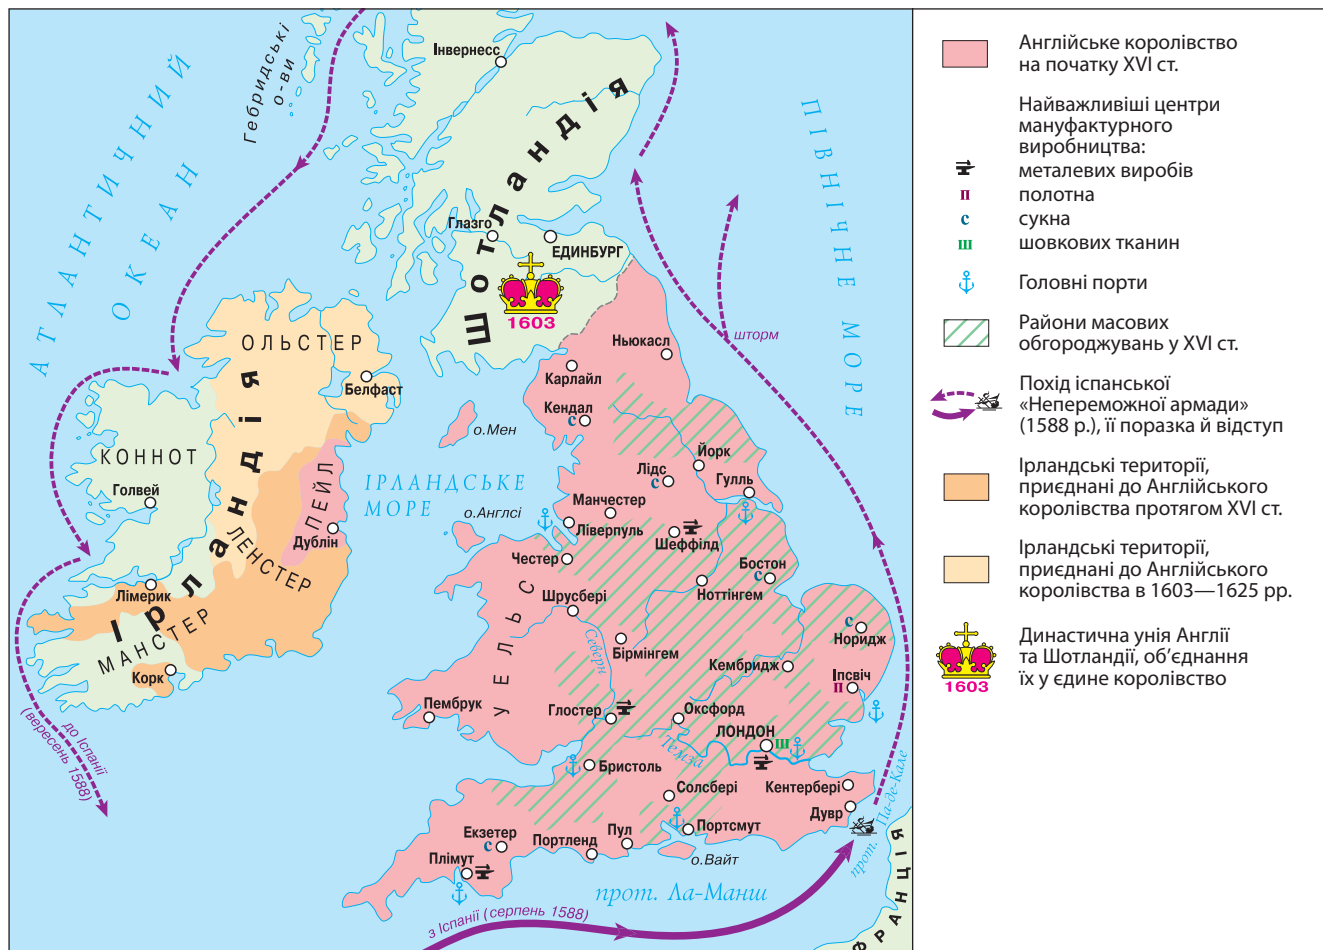 АТЛАНТИЧНИЙ
ОКЕАН
Гебридські
о-ви
Інвернесс
Шотландія
ПІВНІЧНЕ МОРЕ
Глазго
ЕДИНБУРГ
1603
шторм
Ньюкасл
Карлайл
Кендал
с
о.Мен
ОЛЬСТЕР
Белфаст
Ірландія
КОННОТ
Голвей
ПЕЙЛ
Дублін
ЛЕНСТЕР
Лімерик
МАНСТЕР
Корк
ІРЛАНДСЬКЕ
МОРЕ
о.Англсі
Йорк
Лідс
с
Гулль
Манчестер
Ліверпуль
Шеффілд
Честер
Бостон
с
Ноттінгем
Шрусбері
УЕЛЬС
Северн
Бірмінгем
с
Норидж
Кембридж
Іпсвіч
п
Пембрук
Глостер
Оксфорд
ЛОНДОН
ш
Темза
Бристоль
Солсбері
Кентербері
Дувр
Портсмут
Екзетер
с
Портленд
Пул
о.Вайт
Плімут
прот. Ла-Манш
прот. Па-де-Кале
ФРАНЦІЯ
з Іспанії (серпень 1588)
до Іспанії
(вересень 1588)
Англійське королівство
на початку XVI ст.
Найважливіші центри
мануфактурного
виробництва:
металевих виробів
п полотна
с сукна
ш шовкових тканин
Головні порти
Райони масових
обгороджувань у XVI ст.
Похід іспанської
«Непереможної армади»
(1588 р.), її поразка й відступ
Ірландські території,
приєднані до Англійського
королівства протягом XVI ст.
Ірландські території,
приєднані до Англійського
королівства в 1603—1625 рр.
Династична унія Англії
та Шотландії, об’єднання
їх у єдине королівство
1603